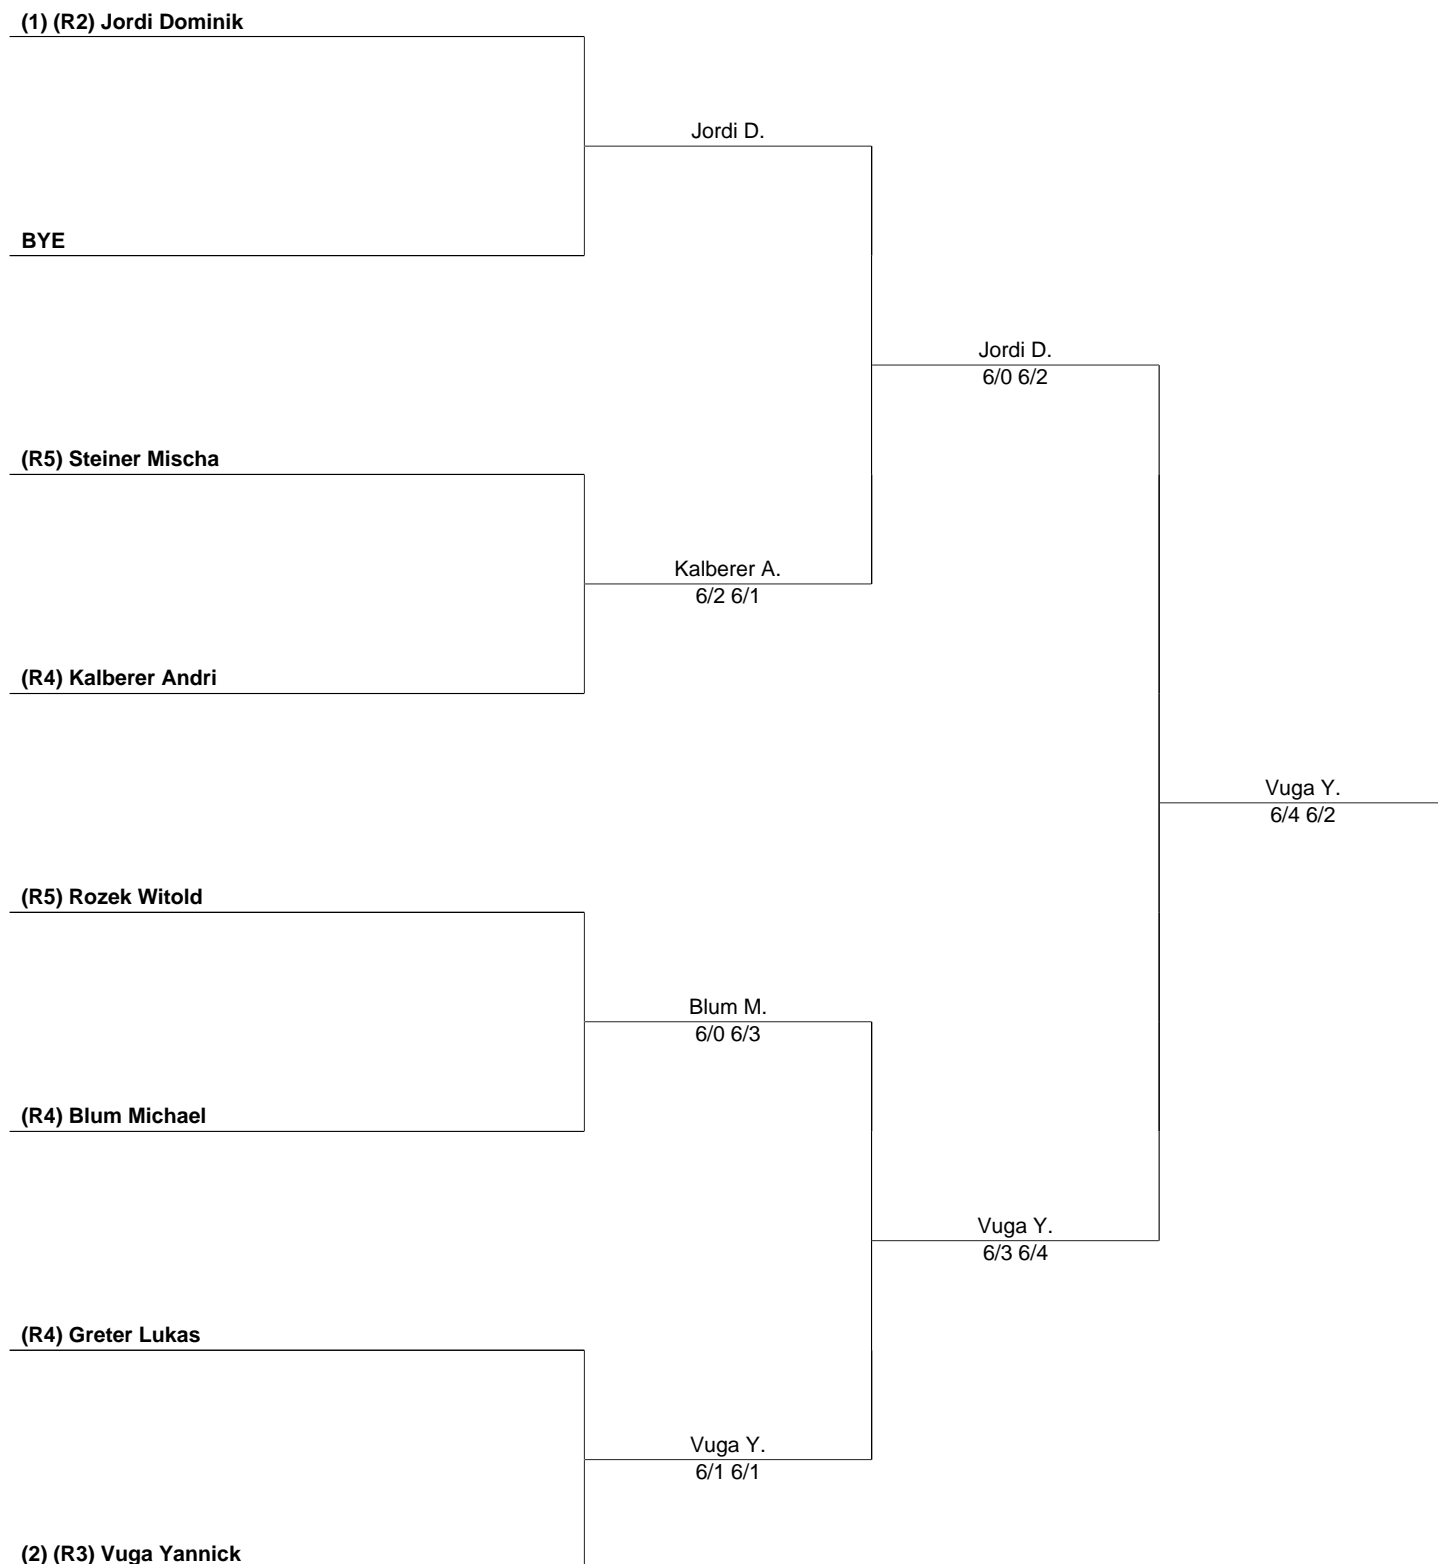 (1) (R2) Jordi Dominik
Jordi D.
BYE
Jordi D.
6/0 6/2
(R5) Steiner Mischa
Kalberer A.
6/2 6/1
(R4) Kalberer Andri
Vuga Y.
6/4 6/2
(R5) Rozek Witold
Blum M.
6/0 6/3
(R4) Blum Michael
Vuga Y.
6/3 6/4
(R4) Greter Lukas
Vuga Y.
6/1 6/1
(2) (R3) Vuga Yannick